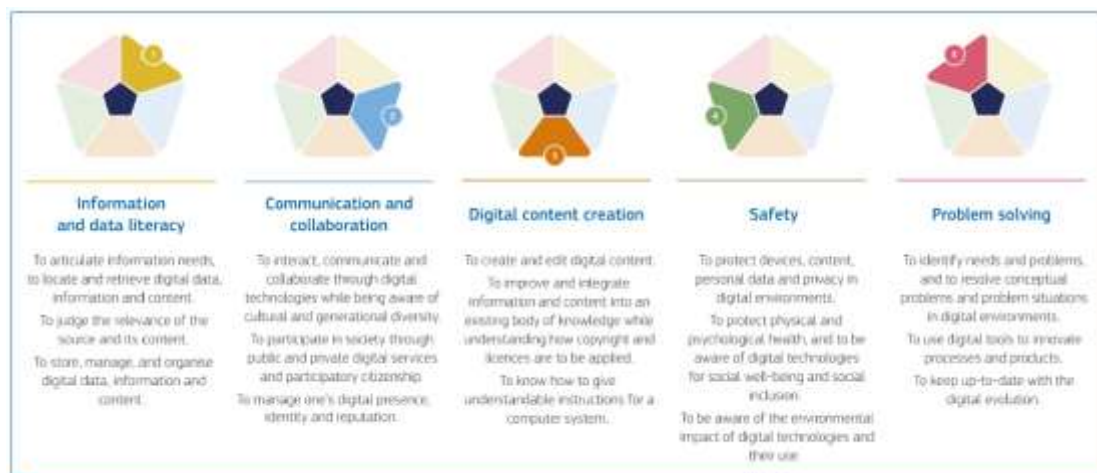 1
Information
and data literacy
To articulate information needs,
to locate and retrieve digital data,
information and content.
To judge the relevance of the
source and its content.
To store, manage, and organise
digital data, information and
content.
2
Communication and
collaboration
To interact, communicate and
collaborate through digital
technologies while being aware of
cultural and generational diversity.
To participate in society through
public and private digital services
and participatory citizenship.
To manage one's digital presence,
identity and reputation.
3
Digital content creation
To create and edit digital content.
To improve and integrate
information and content into an
existing body of knowledge while
understanding how copyright and
licences are to be applied.
To know how to give
understandable instructions for a
computer system.
4
Safety
To protect devices, content,
personal data and privacy in
digital environments.
To protect physical and
psychological health, and to be
aware of digital technologies
for social well-being and social
inclusion.
To be aware of the environmental
impact of digital technologies and
their use.
5
Problem solving
To identify needs and problems,
and to resolve conceptual
problems and problem situations
in digital environments.
To use digital tools to innovate
processes and products.
To keep up-to-date with the
digital evolution.